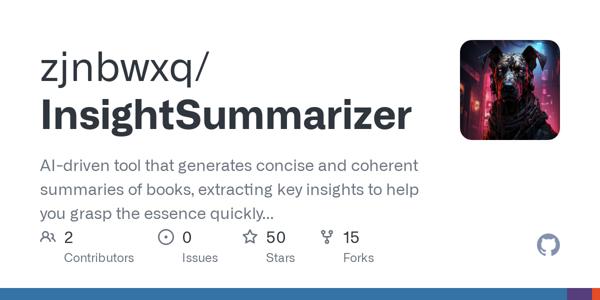 zjnbwxq/
InsightSummarizer
AI-driven tool that generates concise and coherent
summaries of books, extracting key insights to help
you grasp the essence quickly...
2 0 50 15
Contributors Issues Stars Forks